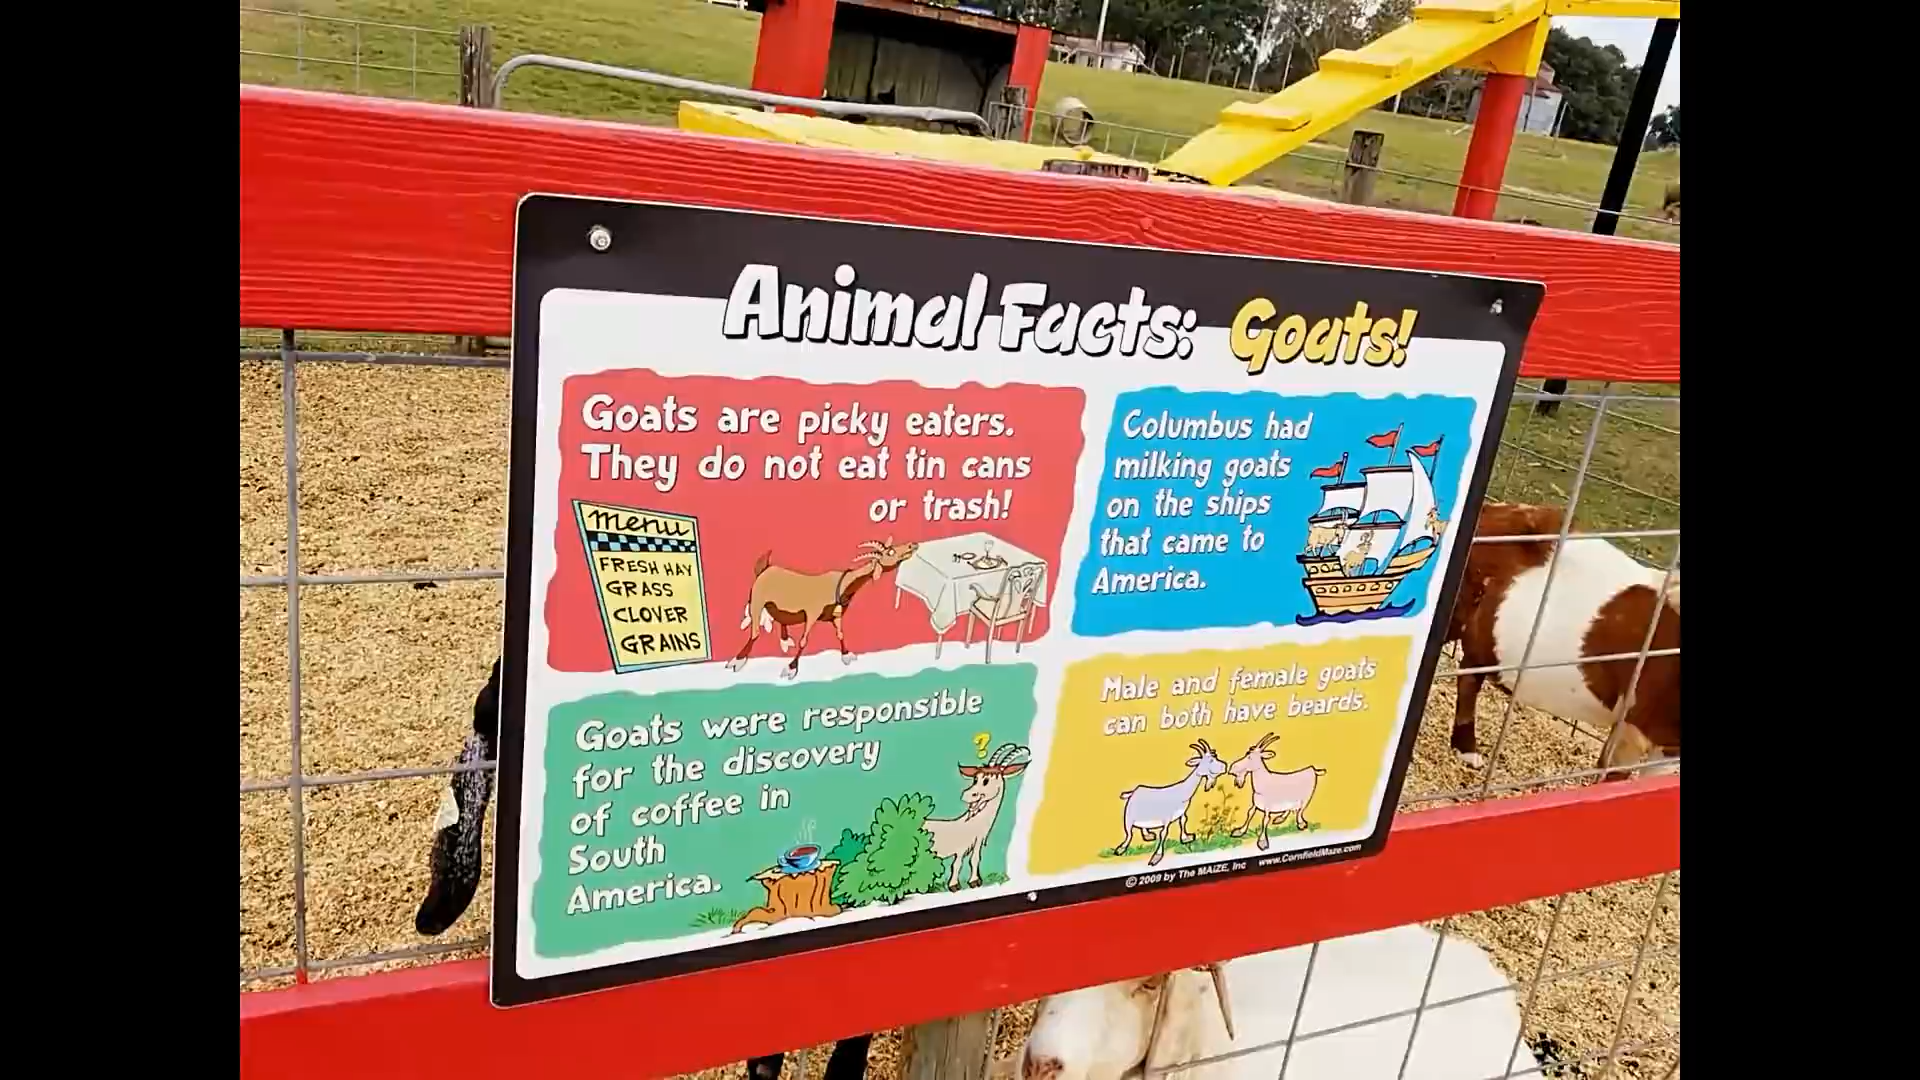 Animal Facts: Goats!
Goats are picky eaters.
They do not eat tin cans
or trash!
menu
FRESH HAY
GRASS
CLOVER
GRAINS
Columbus had
milking goats
on the ships
that came to
America.
Goats were responsible
for the discovery
of coffee in
South
America.
?
Male and female goats
can both have beards.
© 2009 by The MAiZE, Inc www.CornfieldMaze.com